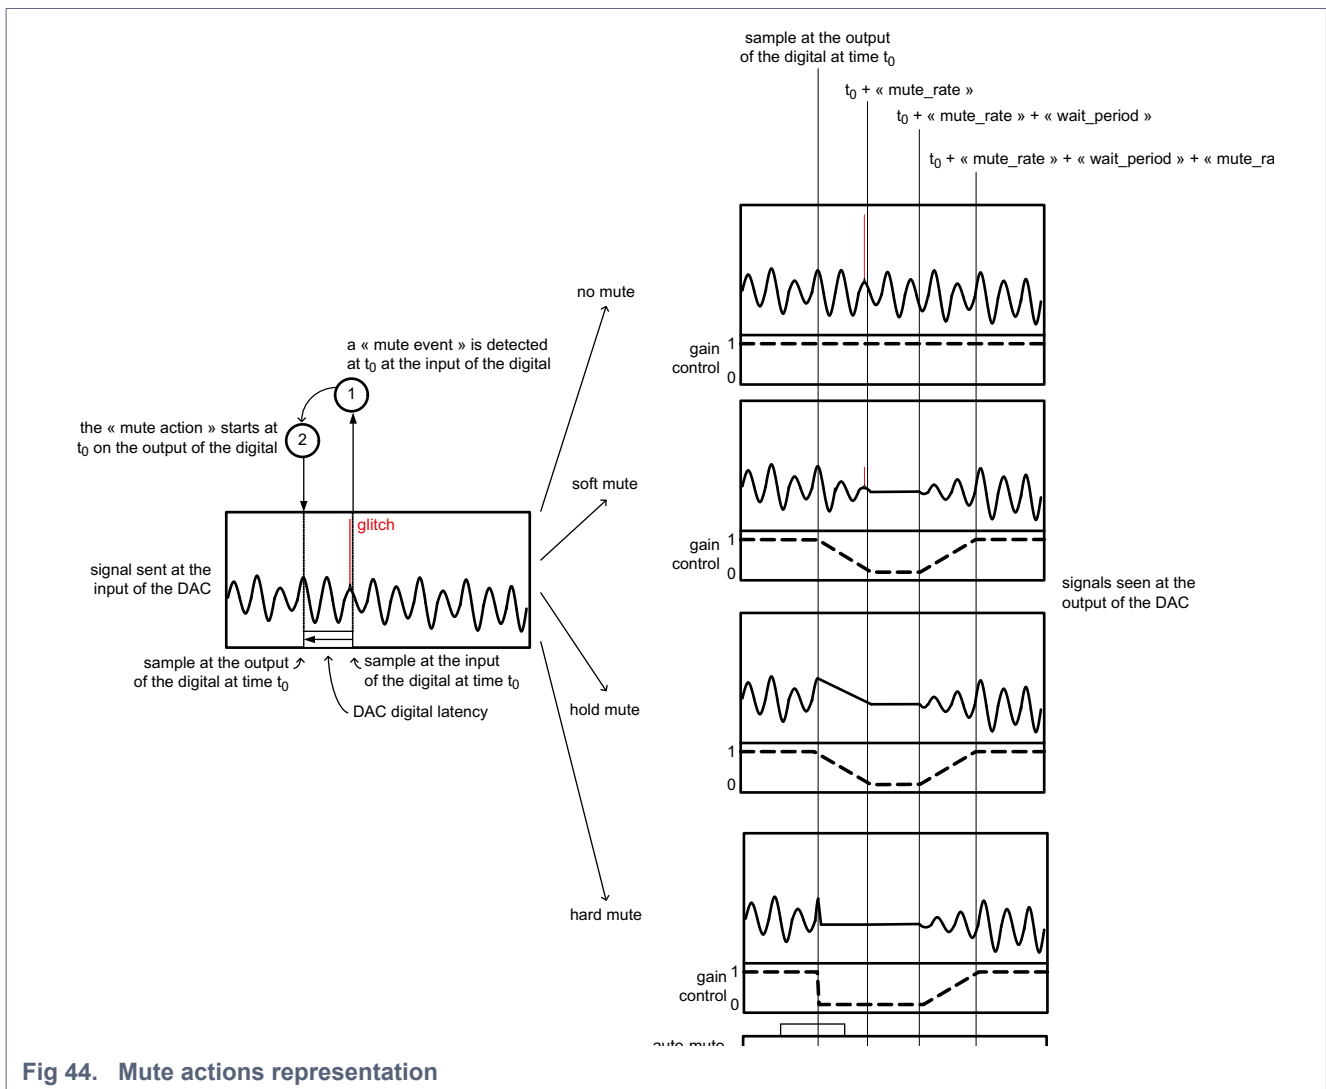 sample at the output
of the digital at time t0
t0 + « mute_rate »
t0 + « mute_rate » + « wait_period »
t0 + « mute_rate » + « wait_period » + « mute_ra
no mute
a « mute event » is detected
at t0 at the input of the digital
1
the « mute action » starts at
t0 on the output of the digital
2
soft mute
glitch
signal sent at the
input of the DAC
sample at the output
of the digital at time t0
sample at the input
of the digital at time t0
DAC digital latency
hold mute
hard mute
gain
control
1
0
gain
control
1
0
signals seen at the
output of the DAC
1
0
gain
control
1
0
auto mute
Fig 44. Mute actions representation